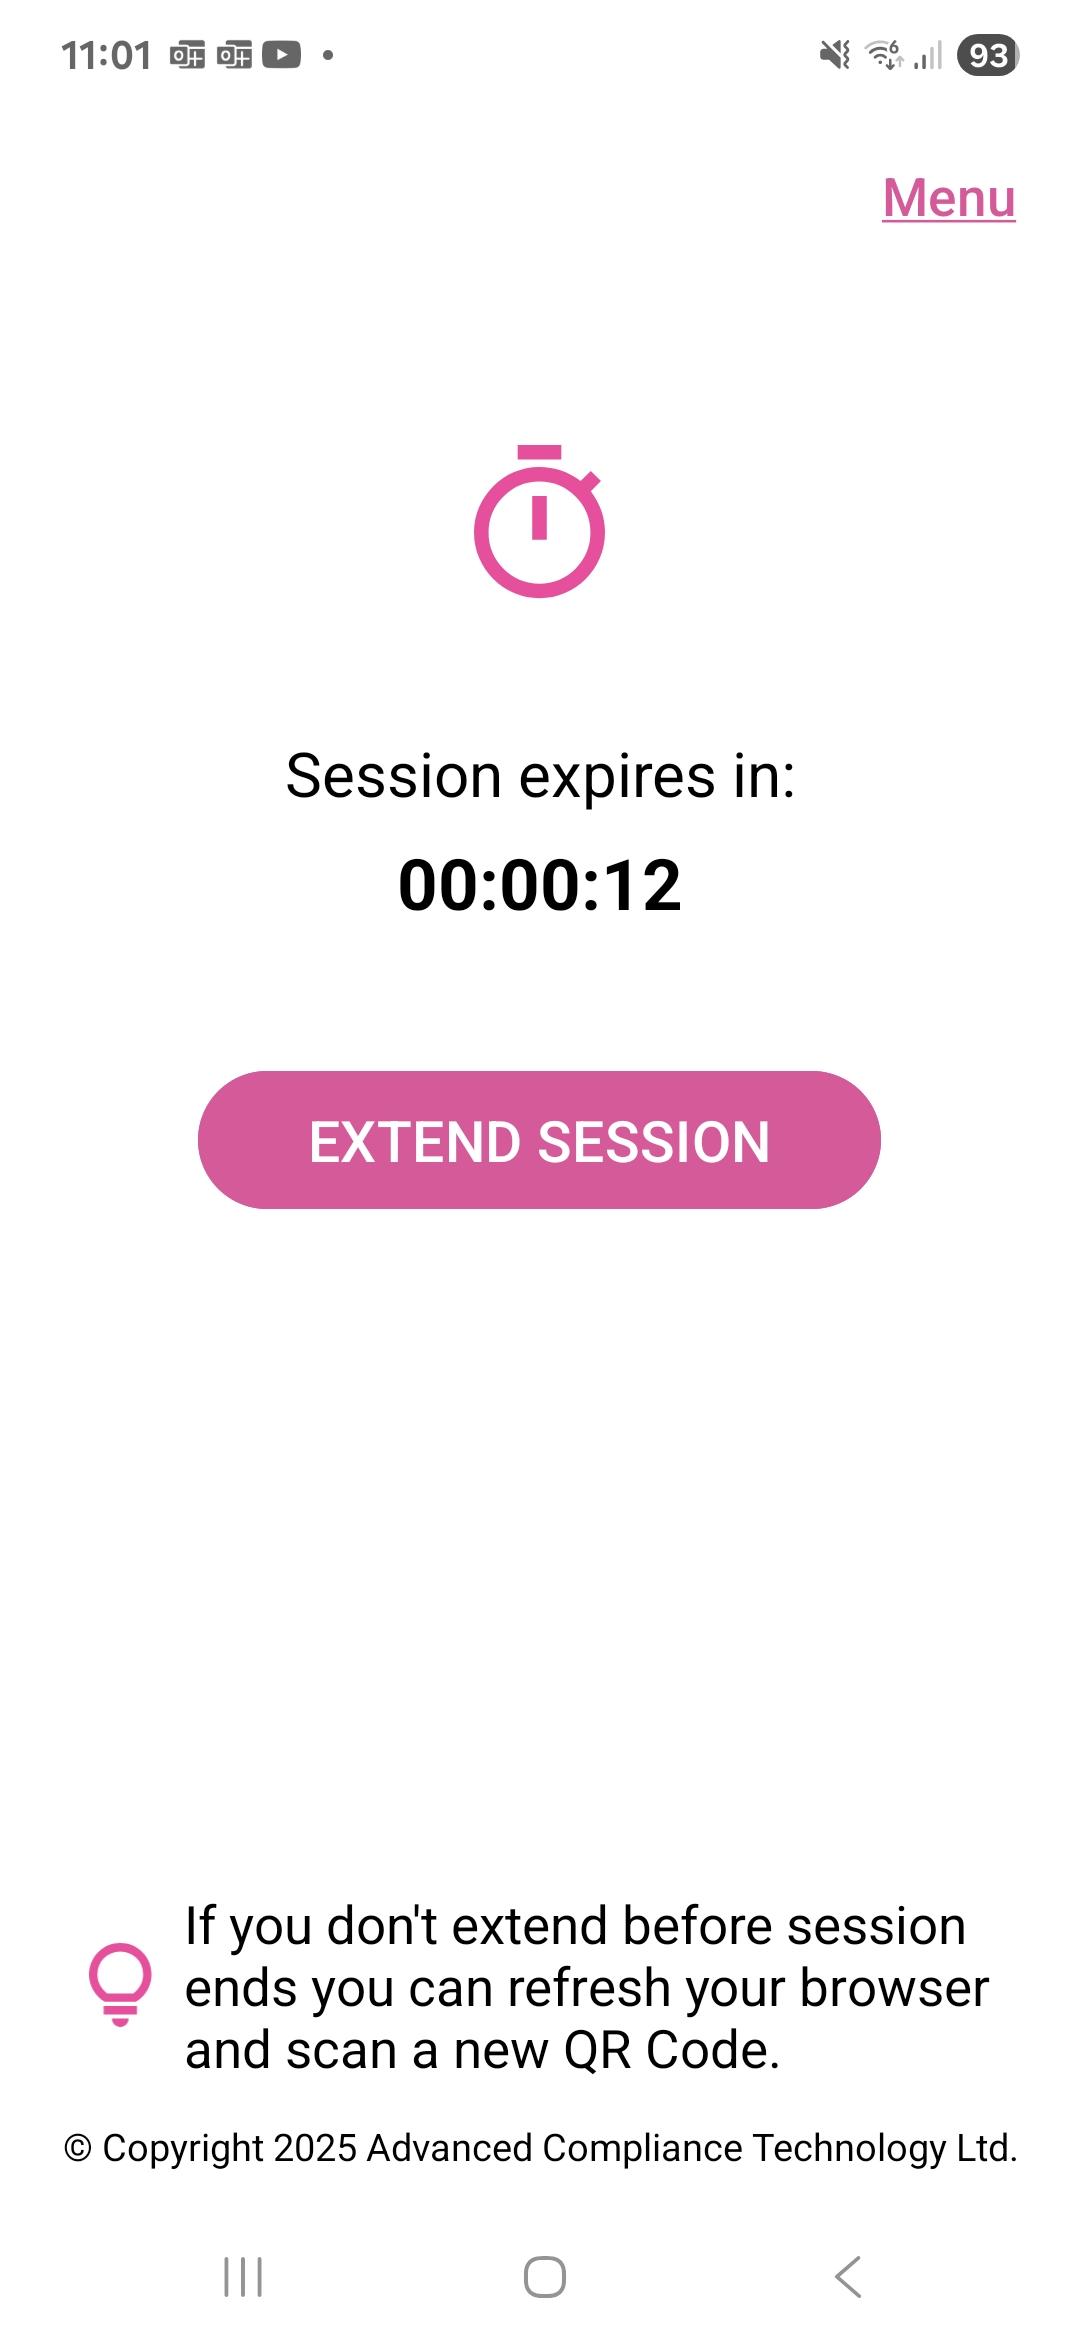 11:01
6
93
Menu
Session expires in:
00:00:12
EXTEND SESSION
If you don't extend before session
ends you can refresh your browser
and scan a new QR Code.
© Copyright 2025 Advanced Compliance Technology Ltd.